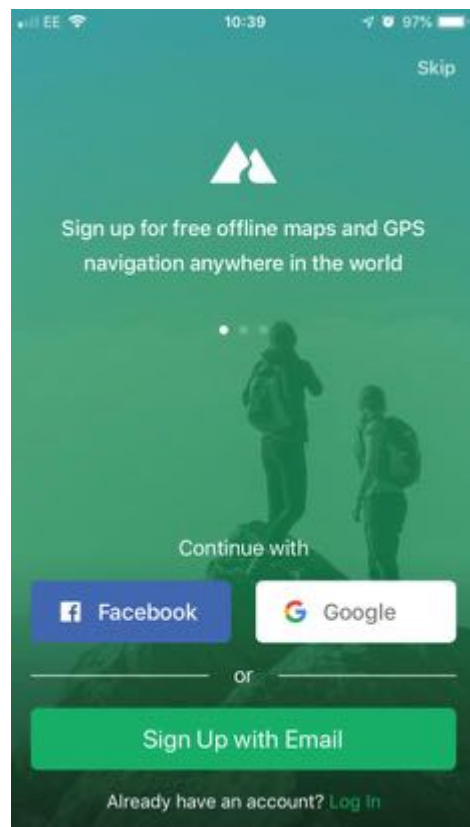 EE 10:39 97%
Skip
Sign up for free offline maps and GPS
navigation anywhere in the world
Continue with
Facebook
Google
or
Sign Up with Email
Already have an account? Log In